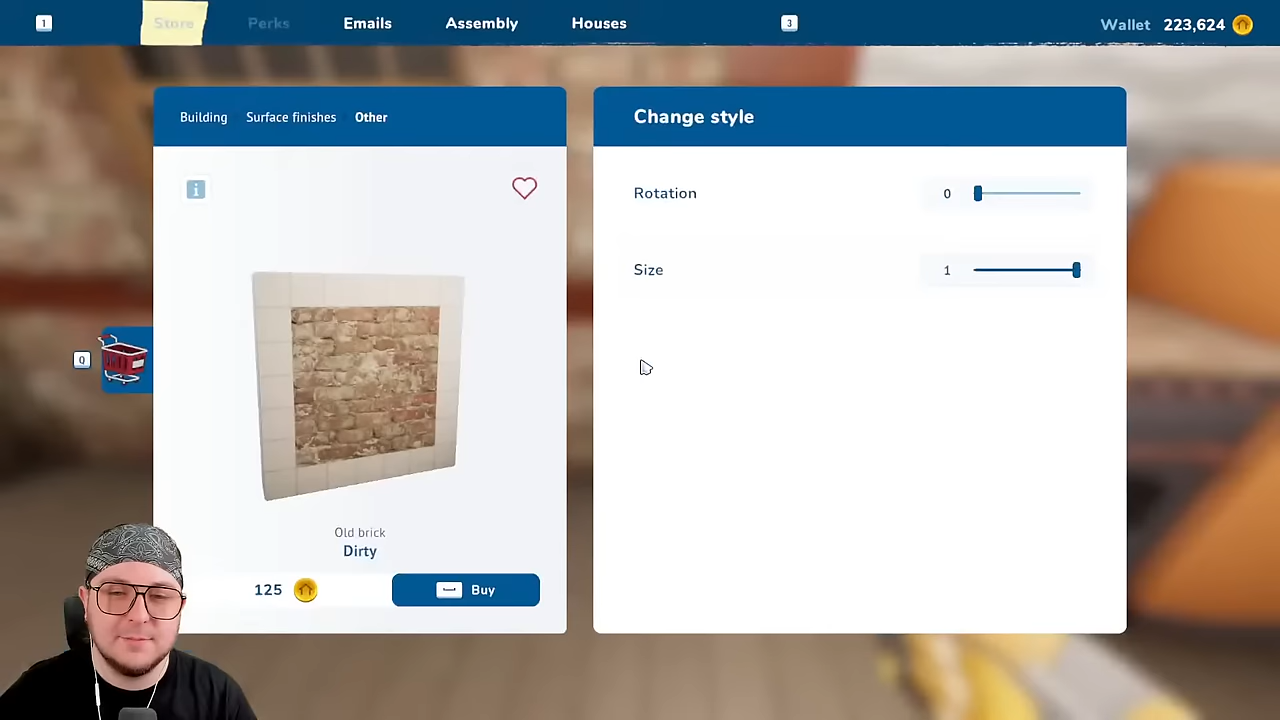 1 Store Perks Emails Assembly Houses 3 Wallet 223,624
Building Surface finishes Other
Change style
i
Rotation 0
Size 1
Q
Old brick
Dirty
125 Buy